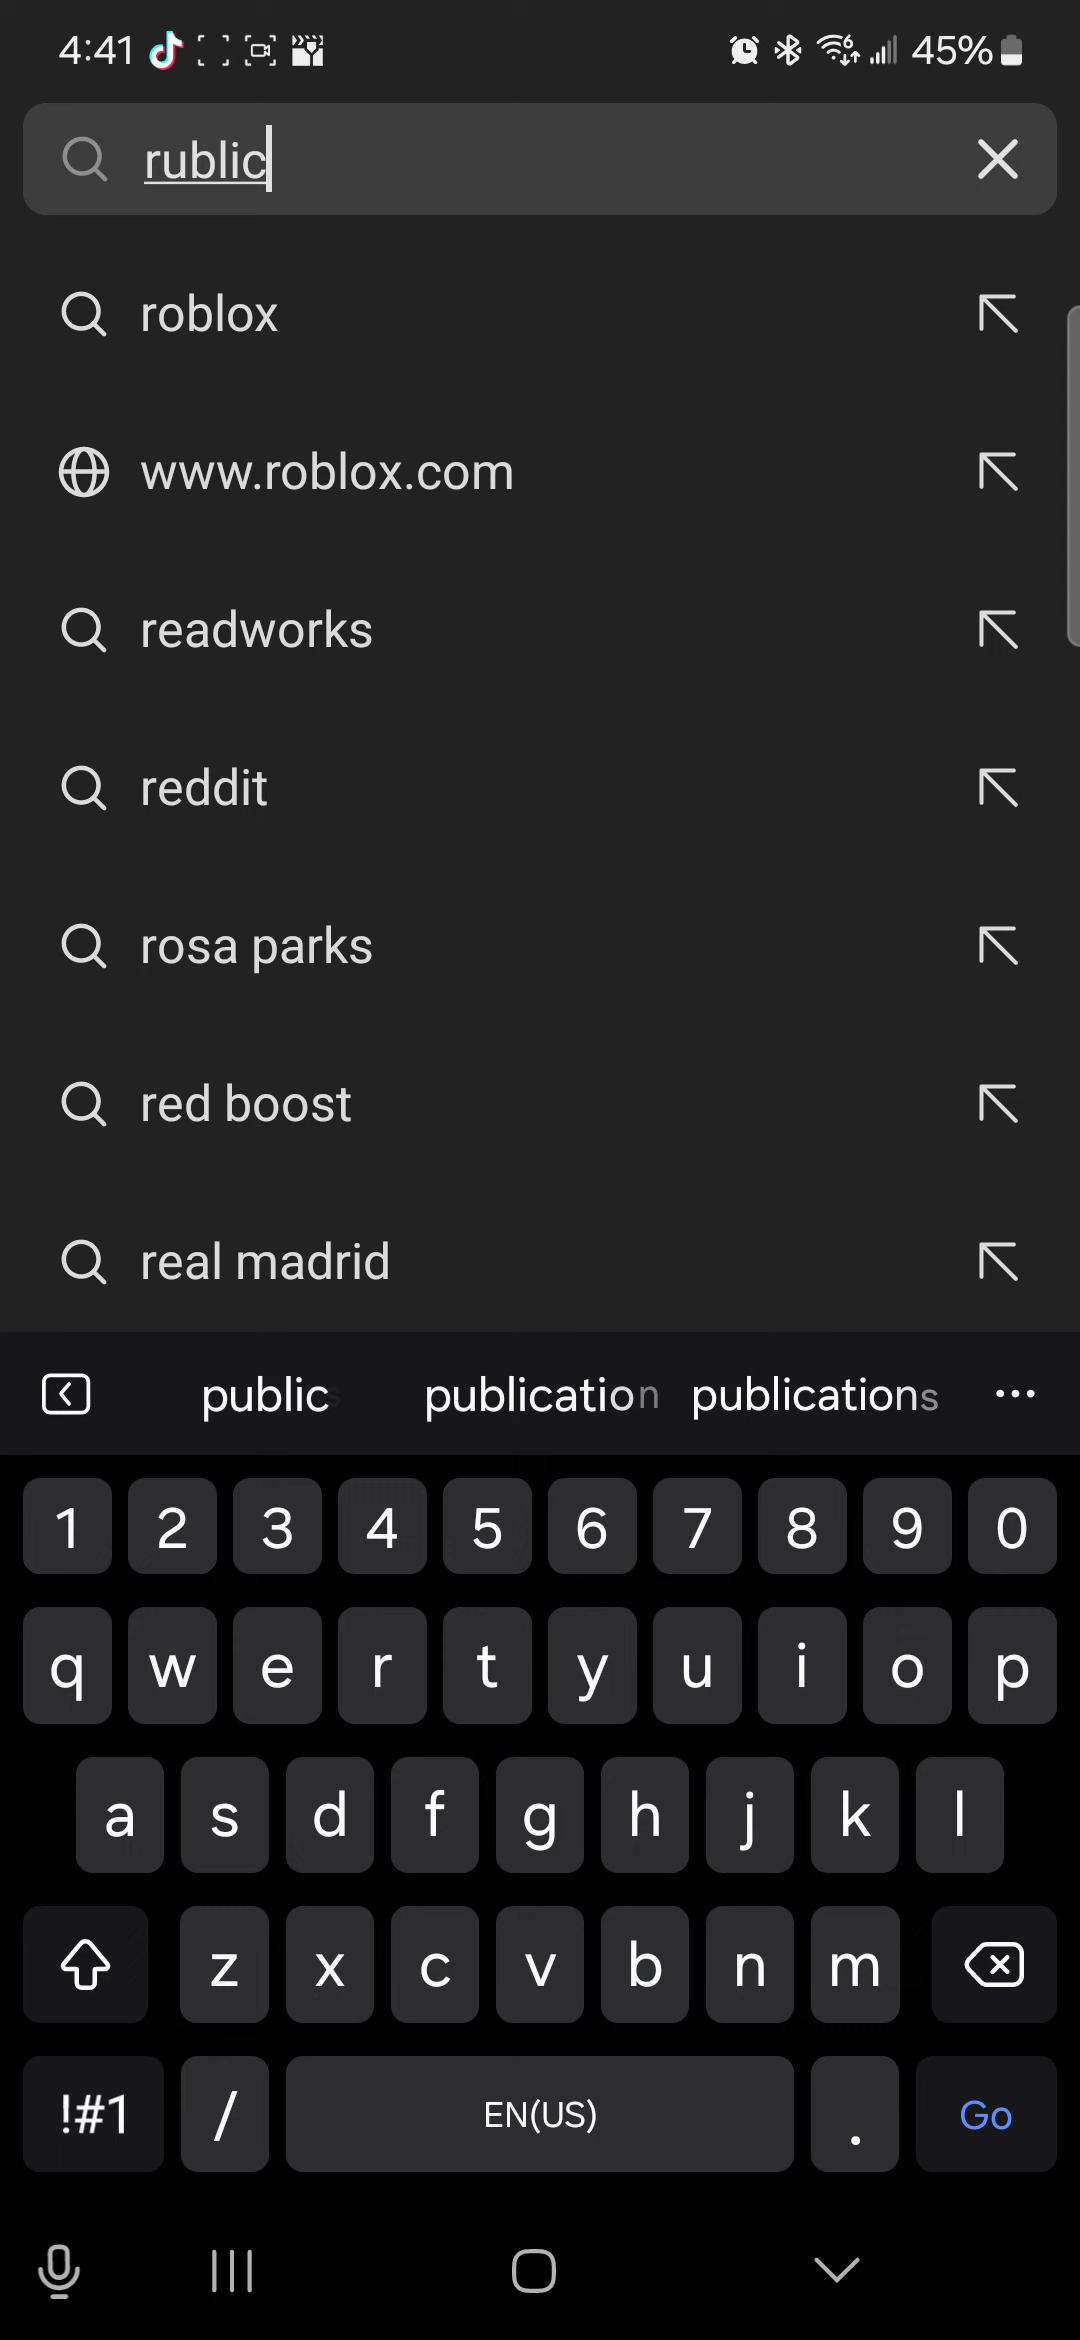 4:41 45%
rublic
roblox
www.roblox.com
readworks
reddit
rosa parks
red boost
real madrid
public publication publications
1 2 3 4 5 6 7 8 9 0
q w e r t y u i o p
a s d f g h j k l
z x c v b n m
!#1 / EN(US) . Go